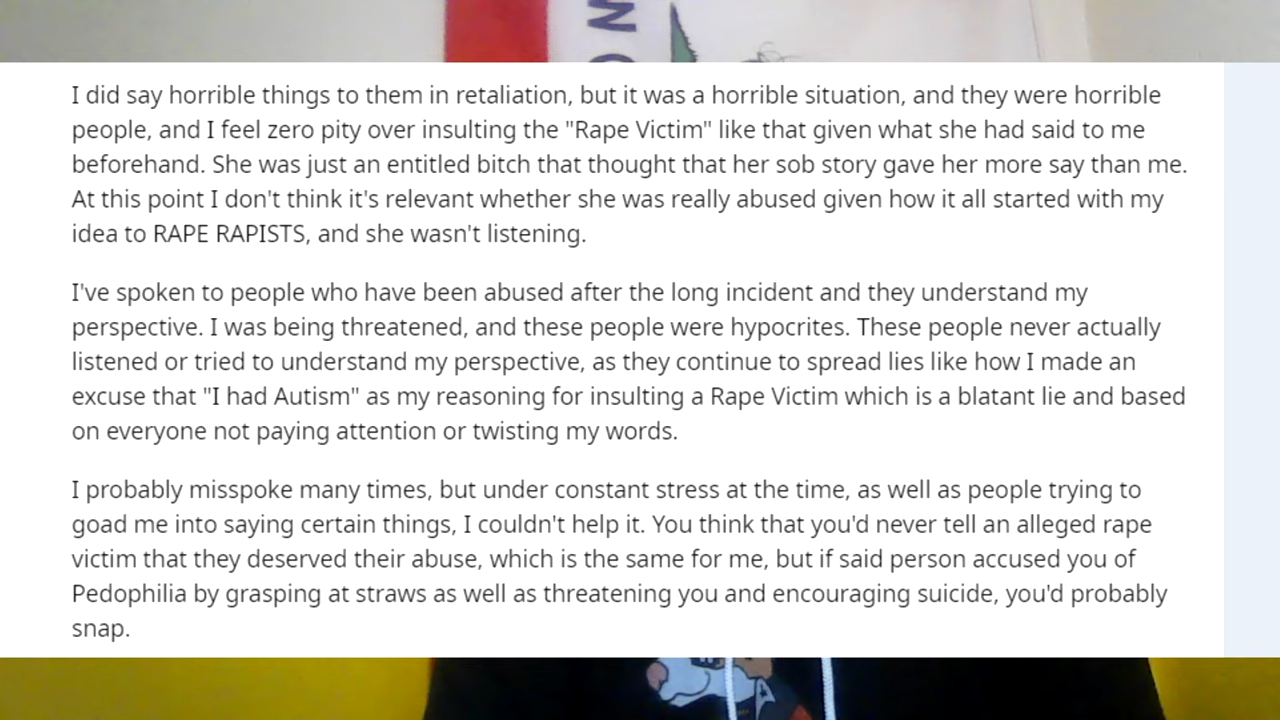 NO
I did say horrible things to them in retaliation, but it was a horrible situation, and they were horrible
people, and I feel zero pity over insulting the "Rape Victim" like that given what she had said to me
beforehand. She was just an entitled bitch that thought that her sob story gave her more say than me.
At this point I don't think it's relevant whether she was really abused given how it all started with my
idea to RAPE RAPISTS, and she wasn't listening.
I've spoken to people who have been abused after the long incident and they understand my
perspective. I was being threatened, and these people were hypocrites. These people never actually
listened or tried to understand my perspective, as they continue to spread lies like how I made an
excuse that "I had Autism" as my reasoning for insulting a Rape Victim which is a blatant lie and based
on everyone not paying attention or twisting my words.
I probably misspoke many times, but under constant stress at the time, as well as people trying to
goad me into saying certain things, I couldn't help it. You think that you'd never tell an alleged rape
victim that they deserved their abuse, which is the same for me, but if said person accused you of
Pedophilia by grasping at straws as well as threatening you and encouraging suicide, you'd probably
snap.